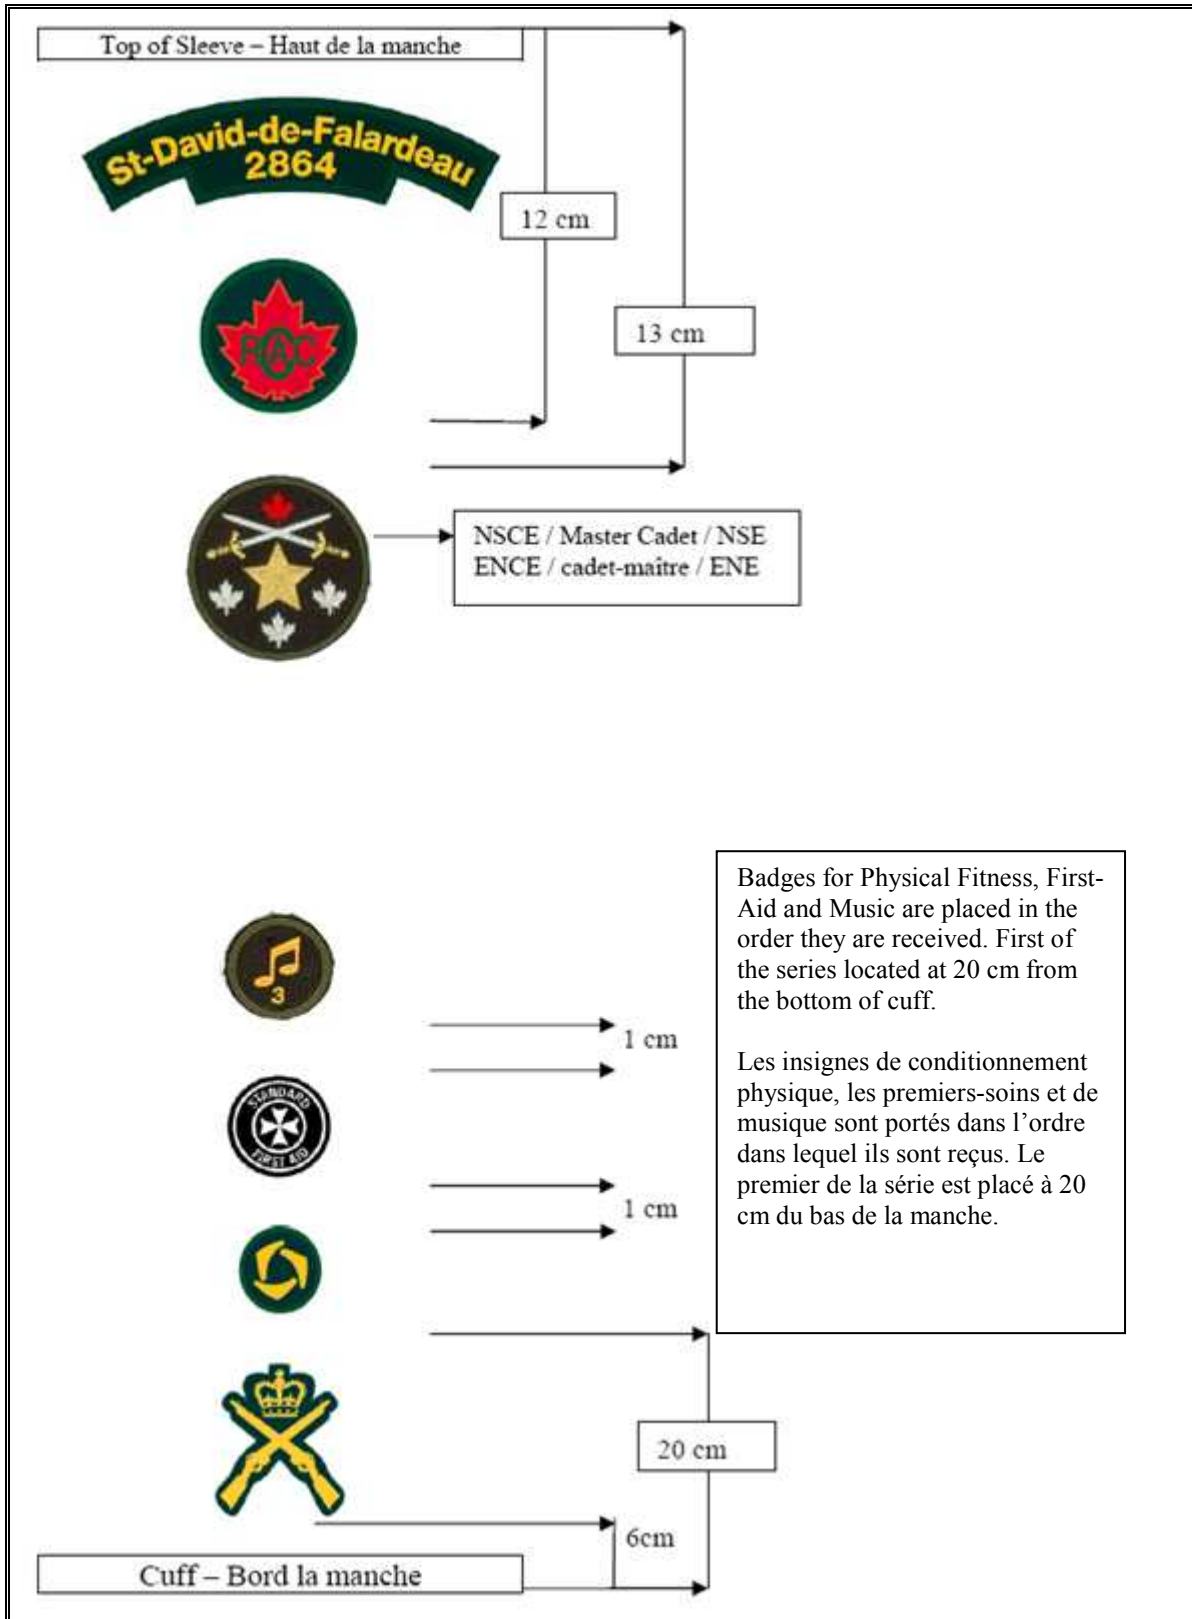 Top of Sleeve – Haut de la manche
St-David-de-Falardeau
2864
12 cm
RCAC
13 cm
NSCE / Master Cadet / NSE
ENCE / cadet-maître / ENE
Badges for Physical Fitness, First-
Aid and Music are placed in the
order they are received. First of
the series located at 20 cm from
the bottom of cuff.
Les insignes de conditionnement
physique, les premiers-soins et de
musique sont portés dans l’ordre
dans lequel ils sont reçus. Le
premier de la série est placé à 20
cm du bas de la manche.
3
1 cm
STANDARD
FIRST AID
1 cm
20 cm
6cm
Cuff – Bord la manche